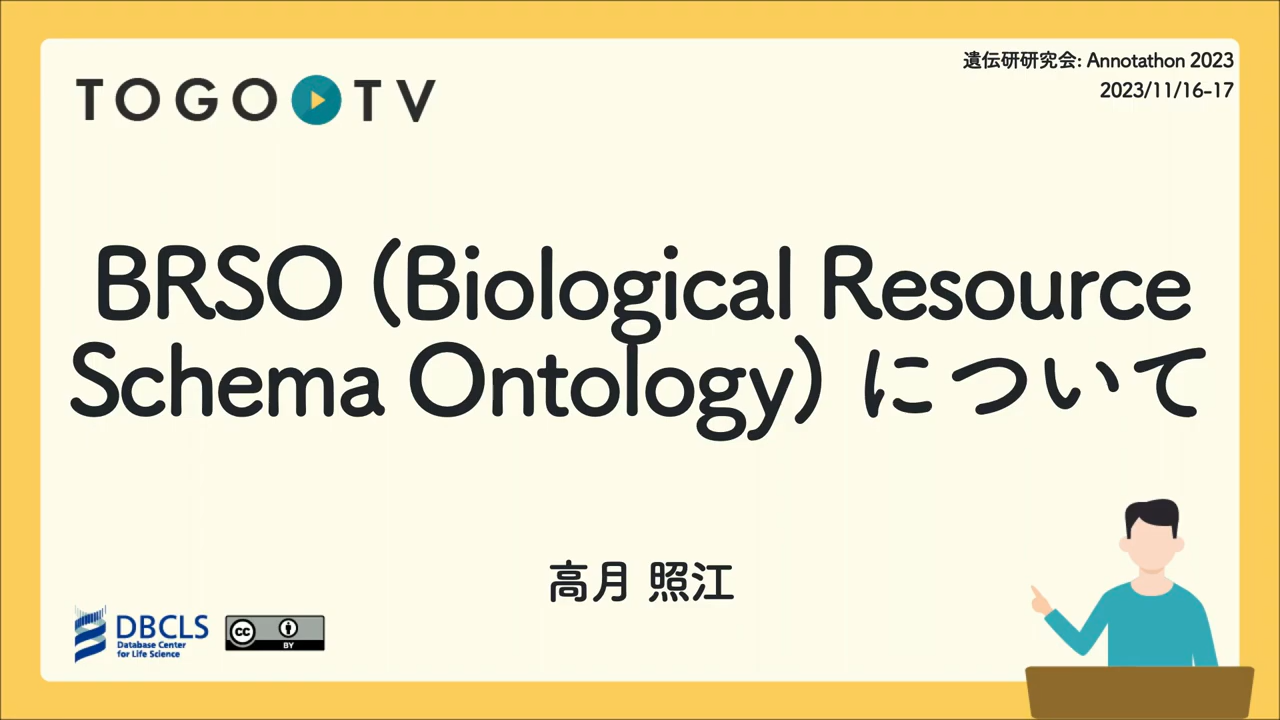 TOGO TV
遺伝研研究会: Annotathon 2023
2023/11/16-17
BRSO (Biological Resource
Schema Ontology) について
高月 照江
DBCLS
Database Center
for Life Science
cc
BY